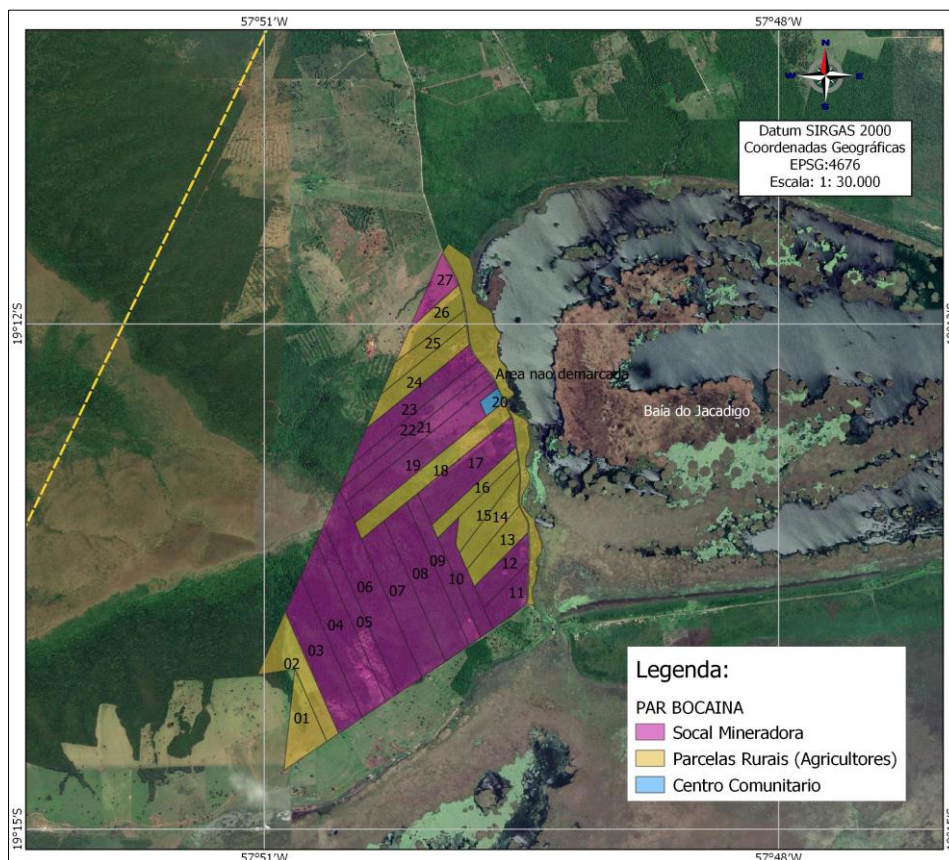 57°51'W
57°48'W
N
W
E
S
Datum SIRGAS 2000
Coordenadas Geográficas
EPSG:4676
Escala: 1: 30.000
27
19°12'S
26
25
Area nao demarcada
24
20
23
Baía do Jacadigo
22
21
19
17
18
16
15
14
13
09
12
06
08
10
07
11
04
05
03
02
01
Legenda:
PAR BOCAINA
Socal Mineradora
Parcelas Rurais (Agricultores)
Centro Comunitario
19°15'S
57°51'W
57°48'W